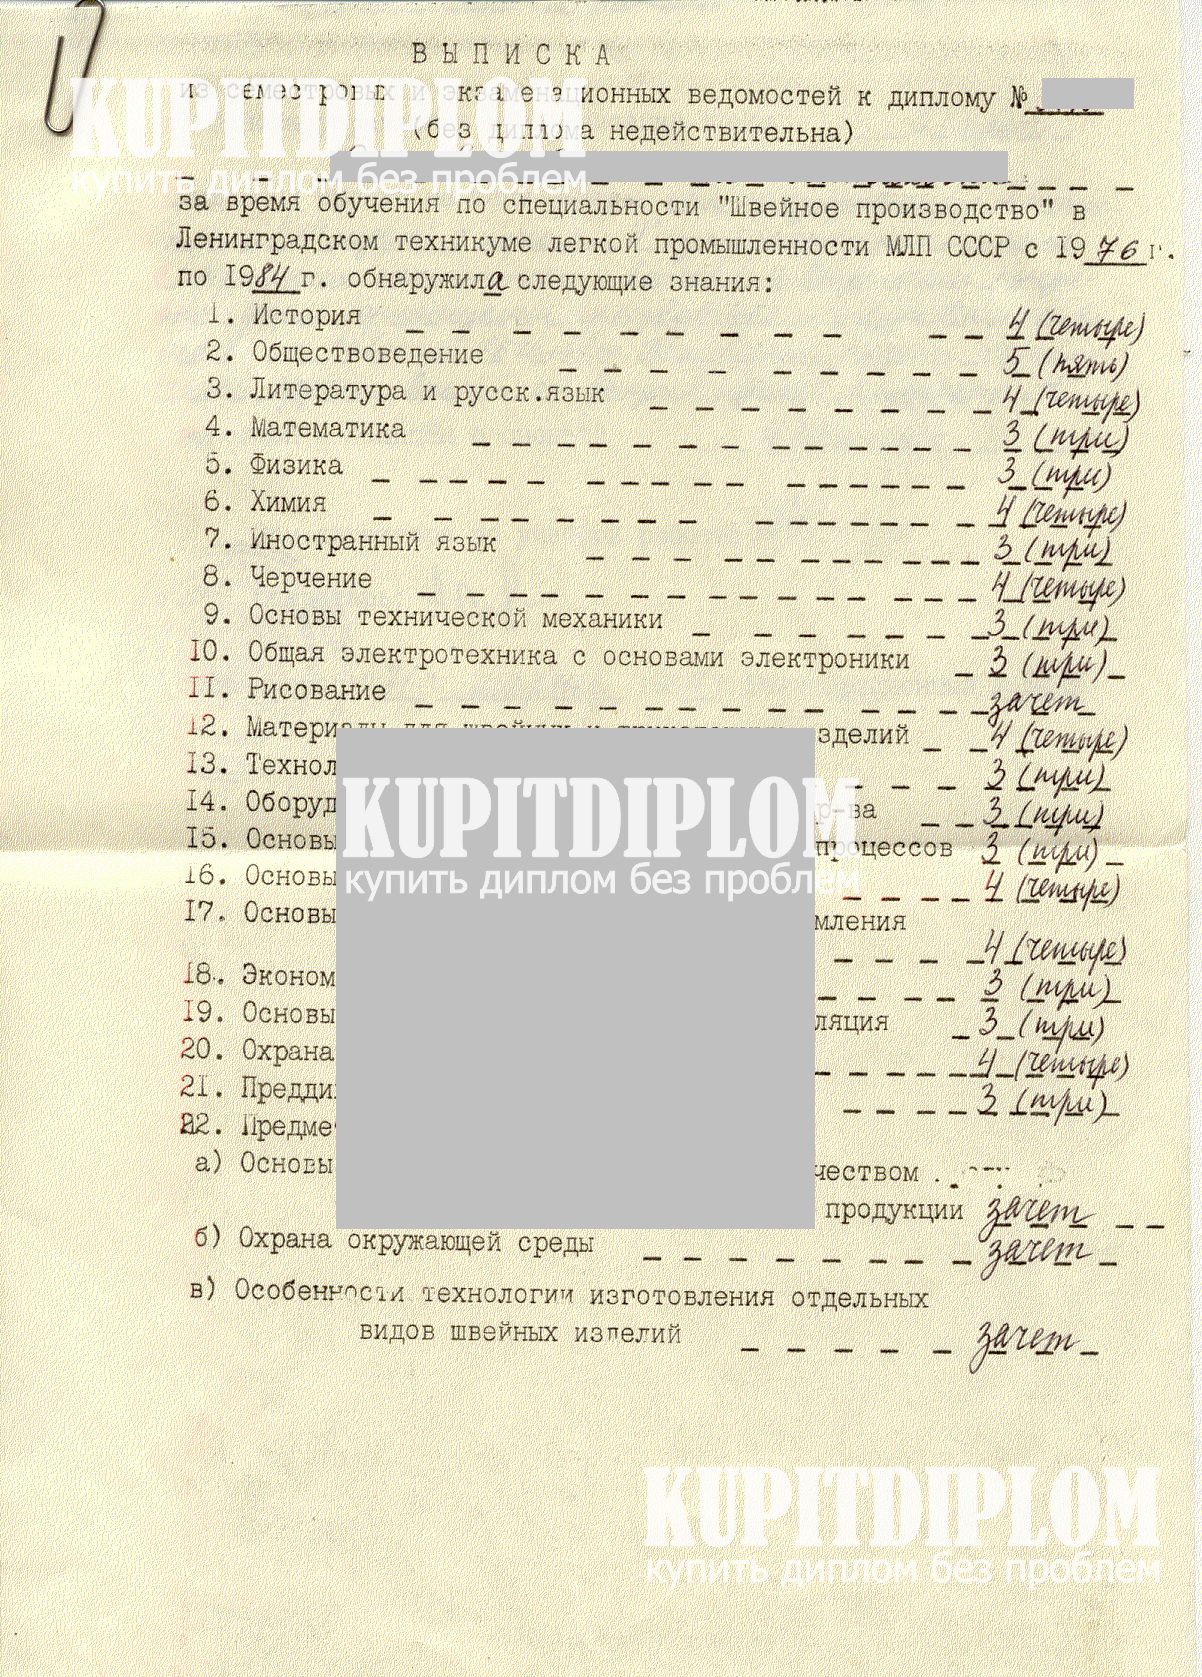 ВЫПИСКА
из семестровых и экзаменационных ведомостей к диплому №
(без диплома недействительна)
KUPITDIPLOM
купить диплом без проблем
за время обучения по специальности "Швейное производство" в
Ленинградском техникуме легкой промышленности МЛП СССР с 1976 г.
по 1984 г. обнаружила следующие знания:
1. История 4 (четыре)
2. Обществоведение 5 (пять)
3. Литература и русск.язык 4 (четыре)
4. Математика 3 (три)
5. Физика 3 (три)
6. Химия 4 (четыре)
7. Иностранный язык 3 (три)
8. Черчение 4 (четыре)
9. Основы технической механики 3 (три)
10. Общая электротехника с основами электроники 3 (три)
11. Рисование зачет
12. Материалы для швейных и зделий 4 (четыре)
13. Технол 3 (три)
14. Оборуд р-ва 3 (три)
KUPITDIPLOM
15. Основы процессов 3 (три)
купить диплом без проблем
16. Основы 4 (четыре)
17. Основы мления
4 (четыре)
18. Эконом 3 (три)
19. Основы ляция 3 (три)
20. Охрана 4 (четыре)
21. Предди 3 (три)
22. Предме
а) Основы чеством
продукции зачет
б) Охрана окружающей среды зачет
в) Особенности технологии изготовления отдельных
видов швейных изделий зачет
KUPITDIPLOM
купить диплом без проблем